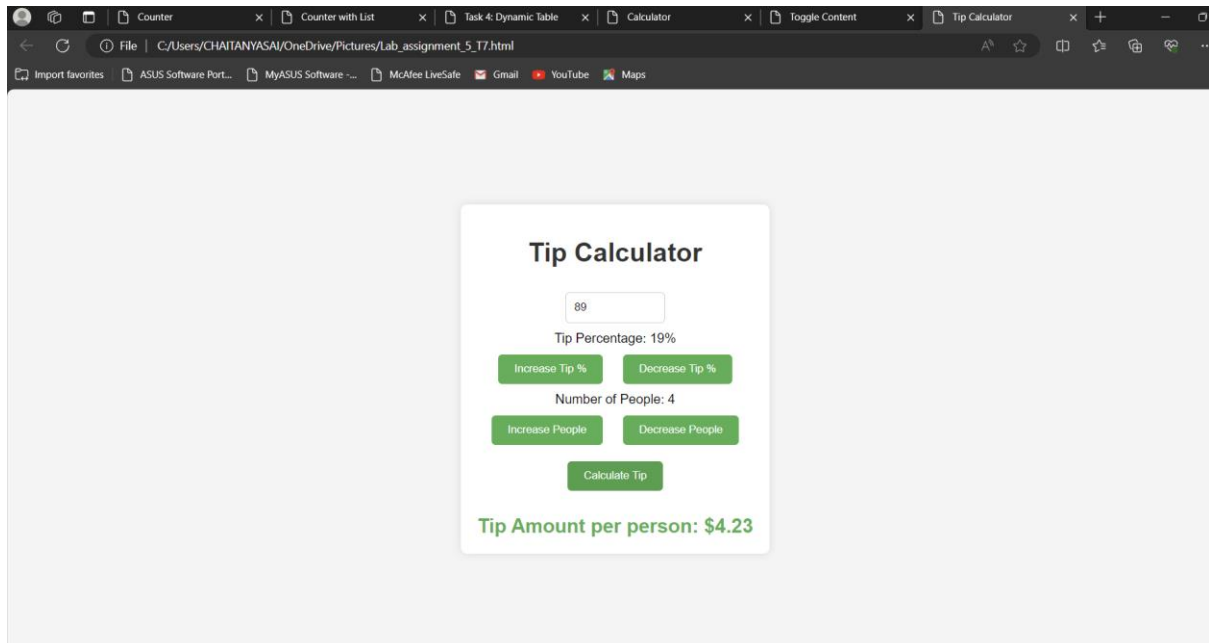 Counter
Counter with List
Task 4: Dynamic Table
Calculator
Toggle Content
Tip Calculator
File | C:/Users/CHAITANYASAI/OneDrive/Pictures/Lab_assignment_5_T7.html
Import favorites ASUS Software Port... MyASUS Software -... McAfee LiveSafe Gmail YouTube Maps
Tip Calculator
89
Tip Percentage: 19%
Increase Tip % Decrease Tip %
Number of People: 4
Increase People Decrease People
Calculate Tip
Tip Amount per person: $4.23